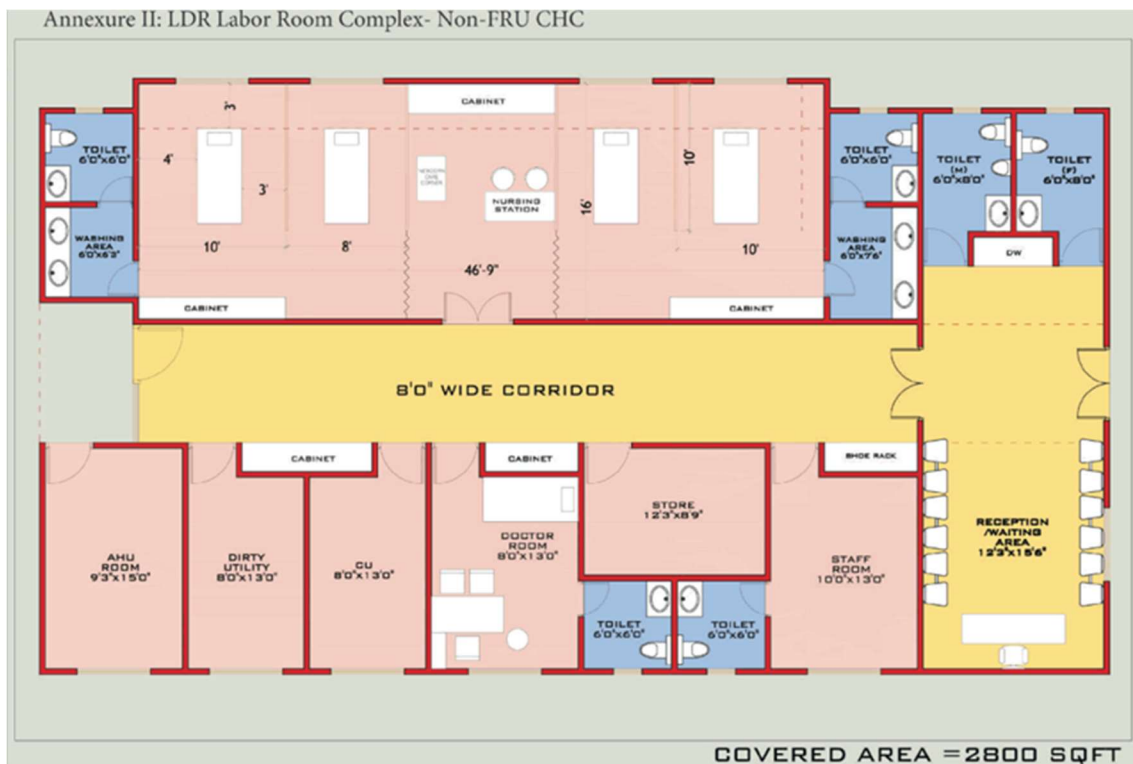 Annexure II: LDR Labor Room Complex- Non-FRU CHC
CABINET
3'
TOILET
6'0"X6'0"
4'
3'
NEWBORN
CARE
CORNER
NURSING
STATION
10'
16'
TOILET
6'0"X6'0"
TOILET
(M)
6'0"X8'0"
TOILET
(F)
6'0"X8'0"
WASHING
AREA
6'0"X6'3"
10'
8'
46'-9"
10'
WASHING
AREA
6'0"X7'6"
DW
CABINET
CABINET
8'0" WIDE CORRIDOR
CABINET
CABINET
SHOE RACK
AHU
ROOM
9'3"X15'0"
DIRTY
UTILITY
8'0"X13'0"
CU
8'0"X13'0"
DOCTOR
ROOM
8'0"X13'0"
STORE
12'3"X8'9"
STAFF
ROOM
10'0"X13'0"
RECEPTION
/WAITING
AREA
12'3"X15'6"
TOILET
6'0"X6'0"
TOILET
6'0"X6'0"
COVERED AREA =2800 SQFT